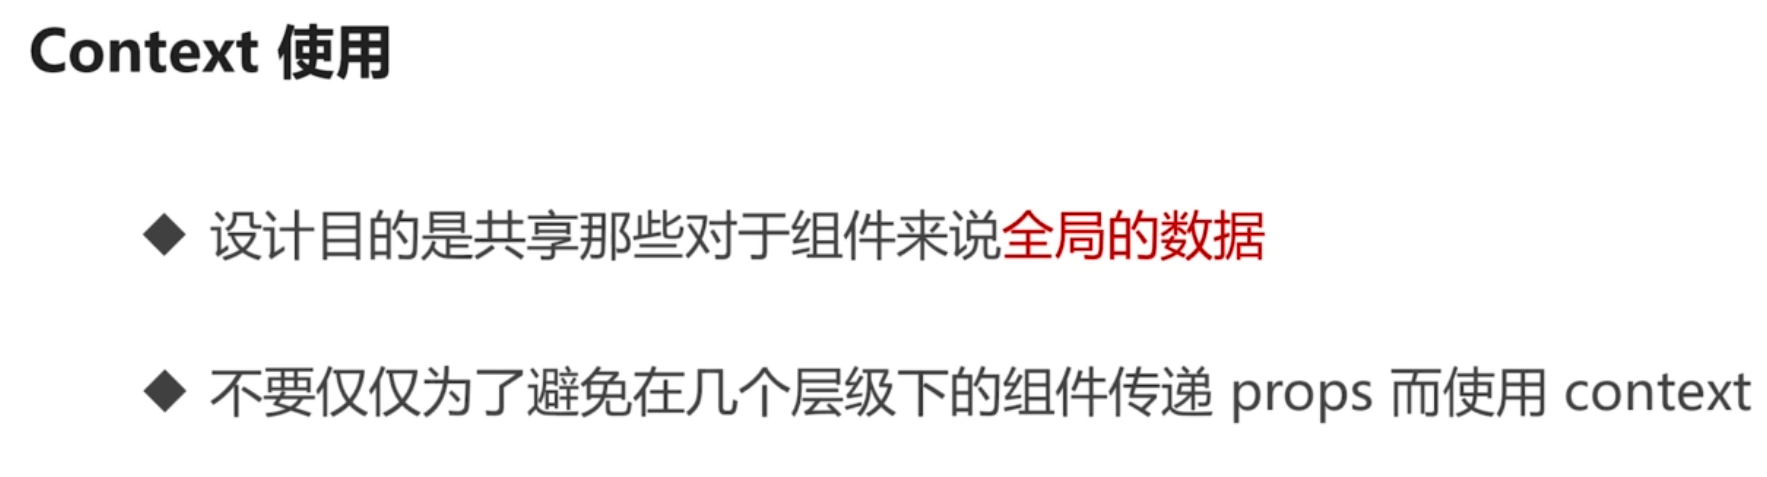 Context 使用
◆ 设计目的是共享那些对于组件来说全局的数据
◆ 不要仅仅为了避免在几个层级下的组件传递 props 而使用 context